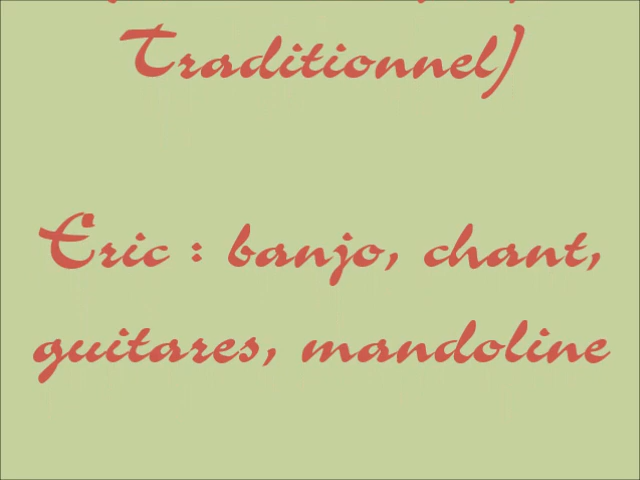 Traditionnel)
Eric : banjo, chant,
guitares, mandoline